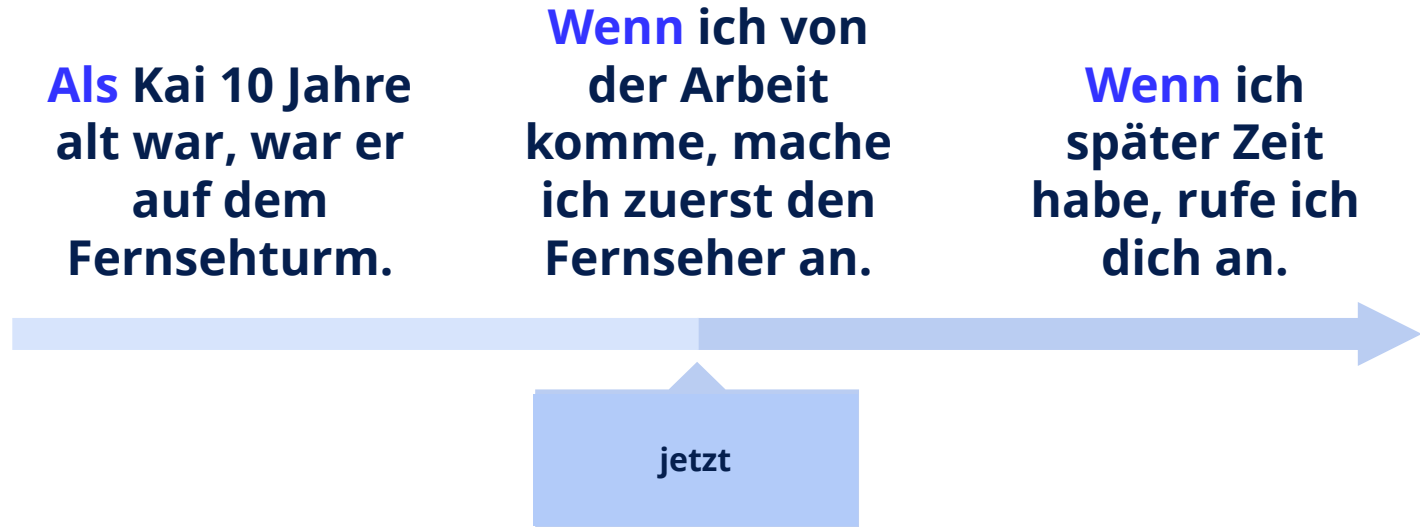 Als Kai 10 Jahre
alt war, war er
auf dem
Fernsehturm.
Wenn ich von
der Arbeit
komme, mache
ich zuerst den
Fernseher an.
Wenn ich
später Zeit
habe, rufe ich
dich an.
jetzt